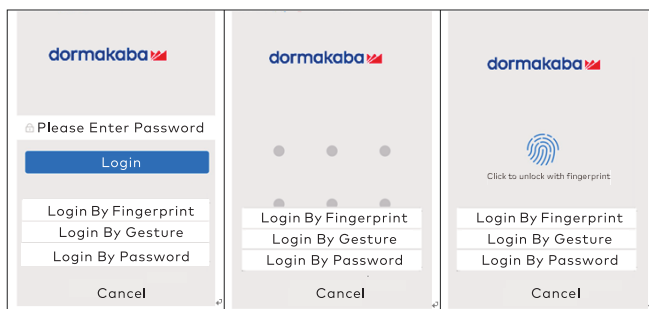 dormakaba
Please Enter Password
Login
Login By Fingerprint
Login By Gesture
Login By Password
Cancel
dormakaba
Login By Fingerprint
Login By Gesture
Login By Password
Cancel
dormakaba
Click to unlock with fingerprint
Login By Fingerprint
Login By Gesture
Login By Password
Cancel